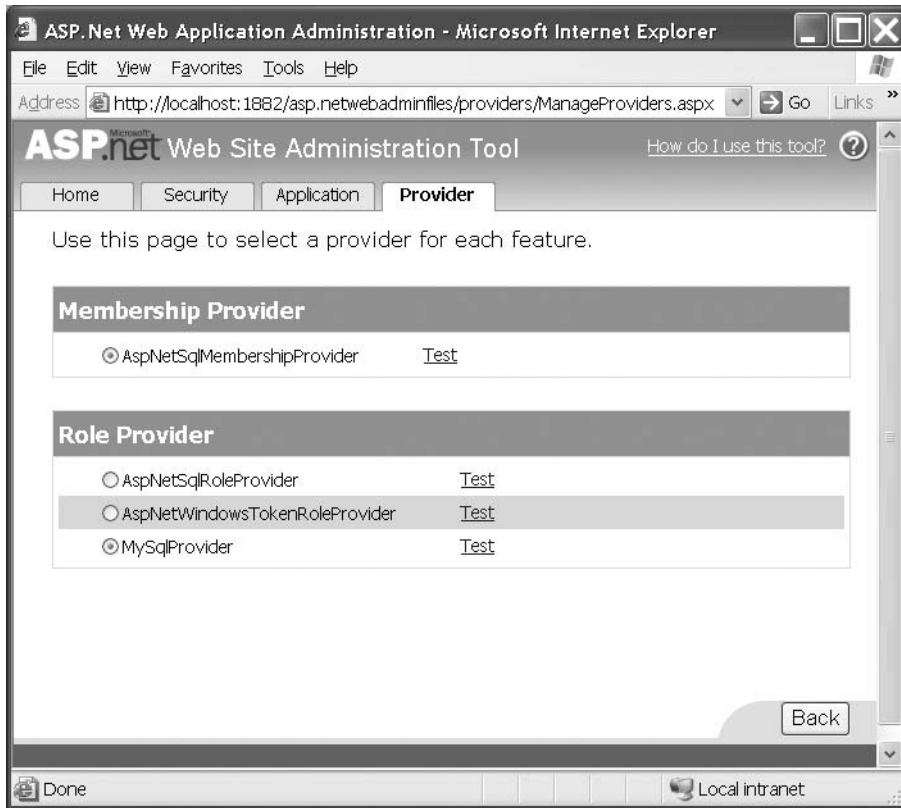 ASP.Net Web Application Administration - Microsoft Internet Explorer
File Edit View Favorites Tools Help
Address http://localhost:1882/asp.netwebadminfiles/providers/ManageProviders.aspx Go Links »
Microsoft
ASP.net Web Site Administration Tool How do I use this tool? ?
Home Security Application Provider
Use this page to select a provider for each feature.
Membership Provider
AspNetSqlMembershipProvider Test
Role Provider
AspNetSqlRoleProvider Test
AspNetWindowsTokenRoleProvider Test
MySqlProvider Test
Back
Done Local intranet